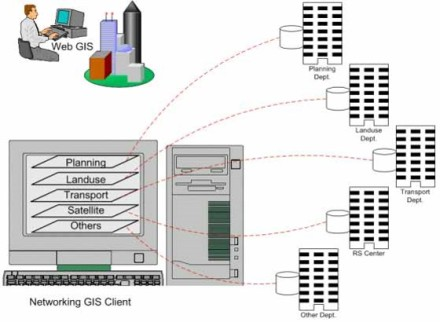 Web GIS
Planning
Dept.
Landuse
Dept.
Transport
Dept.
RS Center
Other Dept.
Planning
Landuse
Transport
Satellite
Others
Networking GIS Client